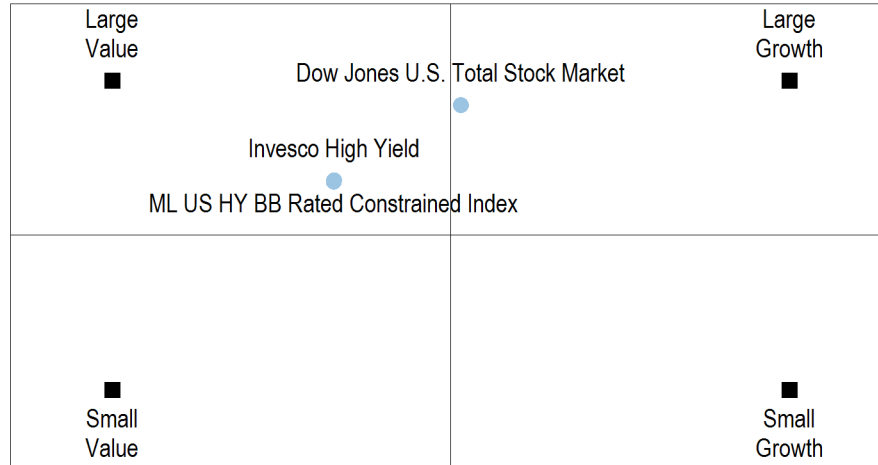 Large
Value
Large
Growth
Dow Jones U.S. Total Stock Market
Invesco High Yield
ML US HY BB Rated Constrained Index
Small
Value
Small
Growth